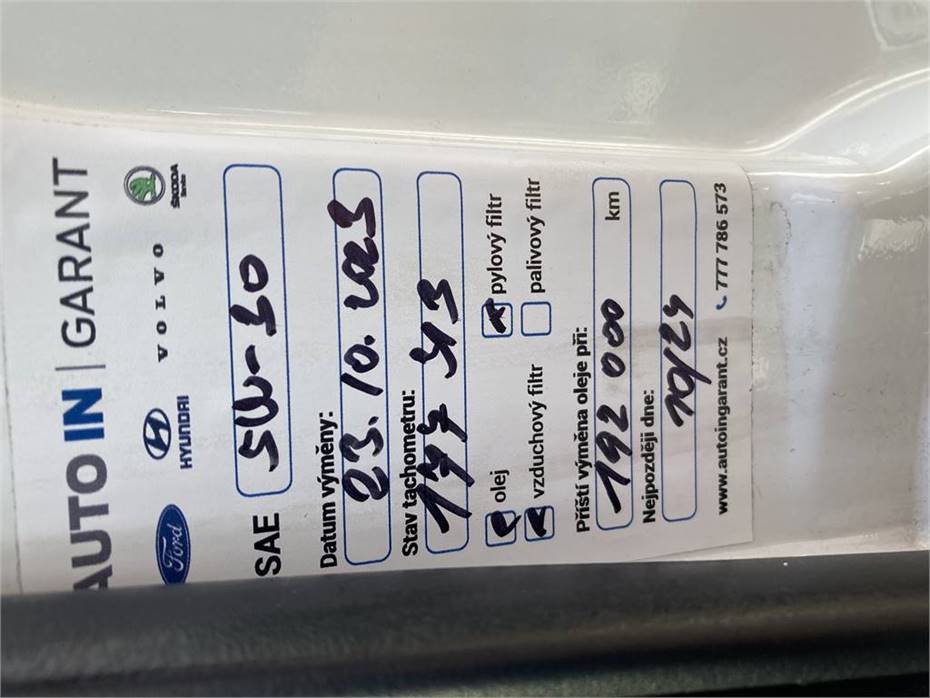 AUTO IN | GARANT
Ford HYUNDAI VOLVO ŠKODA
SAE 5W-30
Datum výměny:
23. 10. 2023
Stav tachometru:
177
olej pylový filtr
vzduchový filtr palivový filtr
Příští výměna oleje při:
192 000 km
Nejpozději dne:
10/24
www.autoingarant.cz 777 786 573